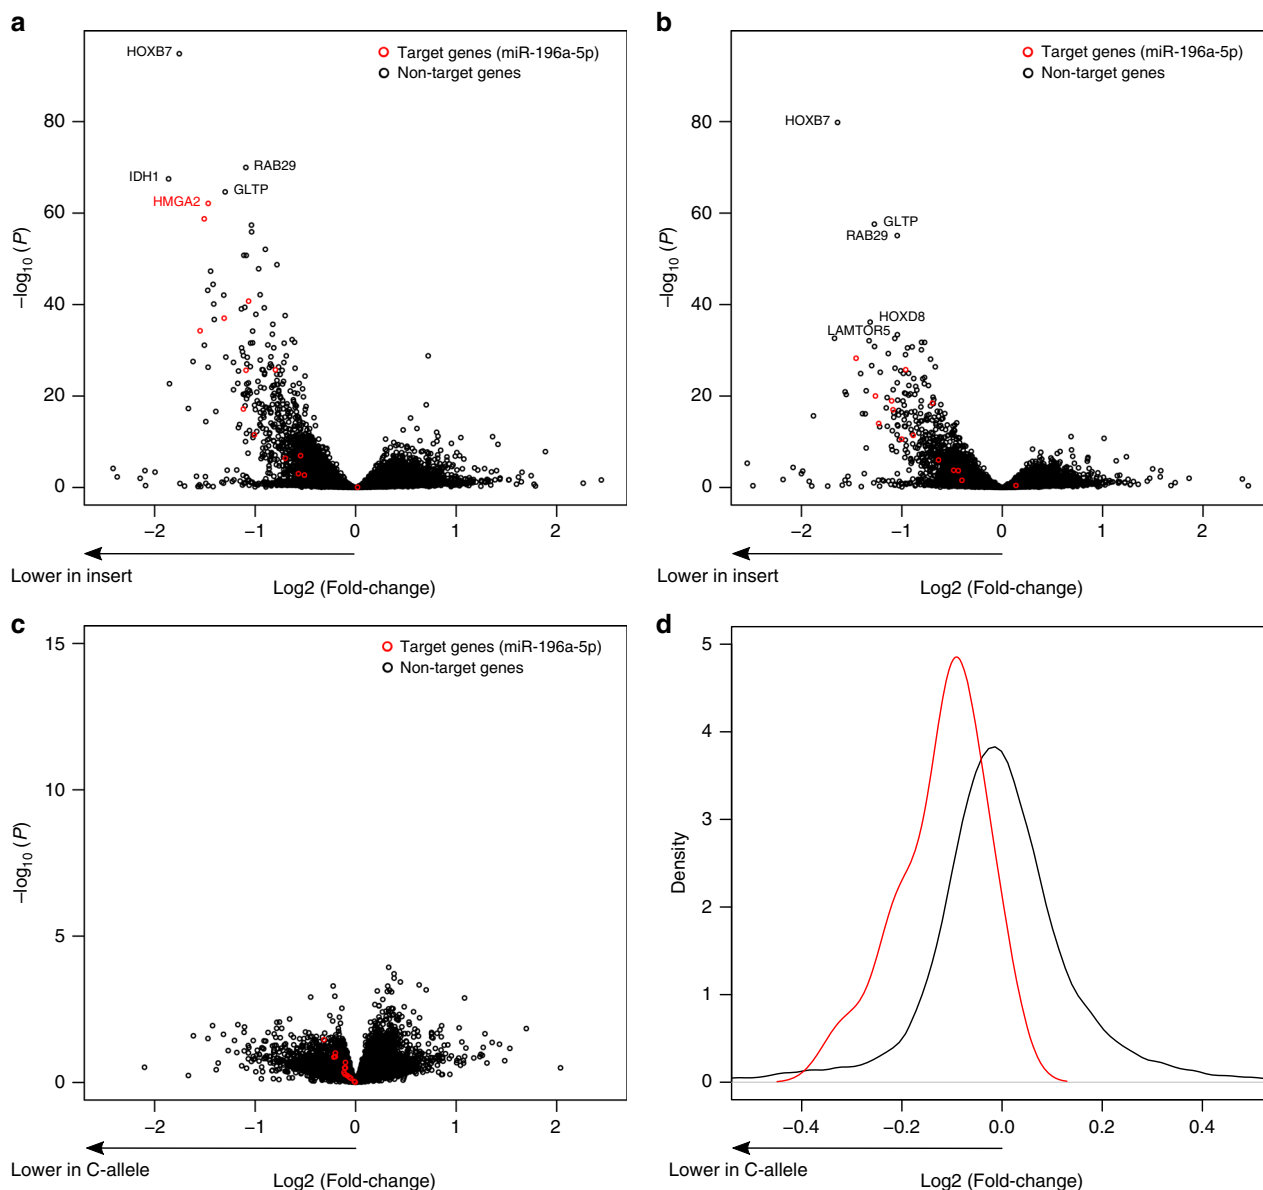 a
HOXB7
Target genes (miR-196a-5p)
Non-target genes
RAB29
IDH1
GLTP
HMGA2
80
60
40
20
0
−log10 (P)
−2 −1 0 1 2
Lower in insert
Log2 (Fold-change)
b
Target genes (miR-196a-5p)
Non-target genes
HOXB7
GLTP
RAB29
HOXD8
LAMTOR5
80
60
40
20
0
−log10 (P)
−2 −1 0 1 2
Lower in insert
Log2 (Fold-change)
c
Target genes (miR-196a-5p)
Non-target genes
15
10
5
0
−log10 (P)
−2 −1 0 1 2
Lower in C-allele
Log2 (Fold-change)
d
5
4
3
2
1
0
Density
−0.4 −0.2 0.0 0.2 0.4
Lower in C-allele
Log2 (Fold-change)